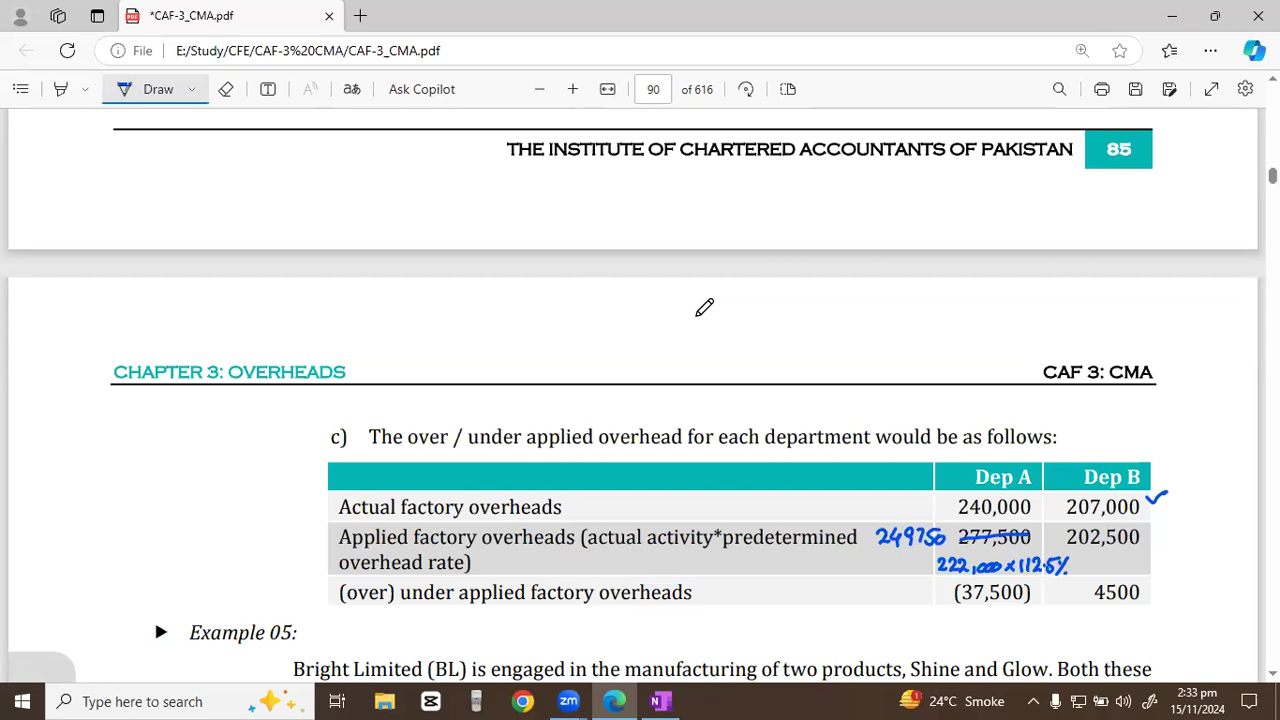 *CAF-3_CMA.pdf
File E:/Study/CFE/CAF-3%20CMA/CAF-3_CMA.pdf
Draw Ask Copilot 90 of 616
THE INSTITUTE OF CHARTERED ACCOUNTANTS OF PAKISTAN 85
CHAPTER 3: OVERHEADS CAF 3: CMA
c) The over / under applied overhead for each department would be as follows:
Dep A Dep B
Actual factory overheads 240,000 207,000
Applied factory overheads (actual activity*predetermined 249750 277,500 202,500
overhead rate) 222,000 × 112.5%
(over) under applied factory overheads (37,500) 4500
Example 05:
Bright Limited (BL) is engaged in the manufacturing of two products, Shine and Glow. Both these
Type here to search 24°C Smoke 2:33 pm
15/11/2024